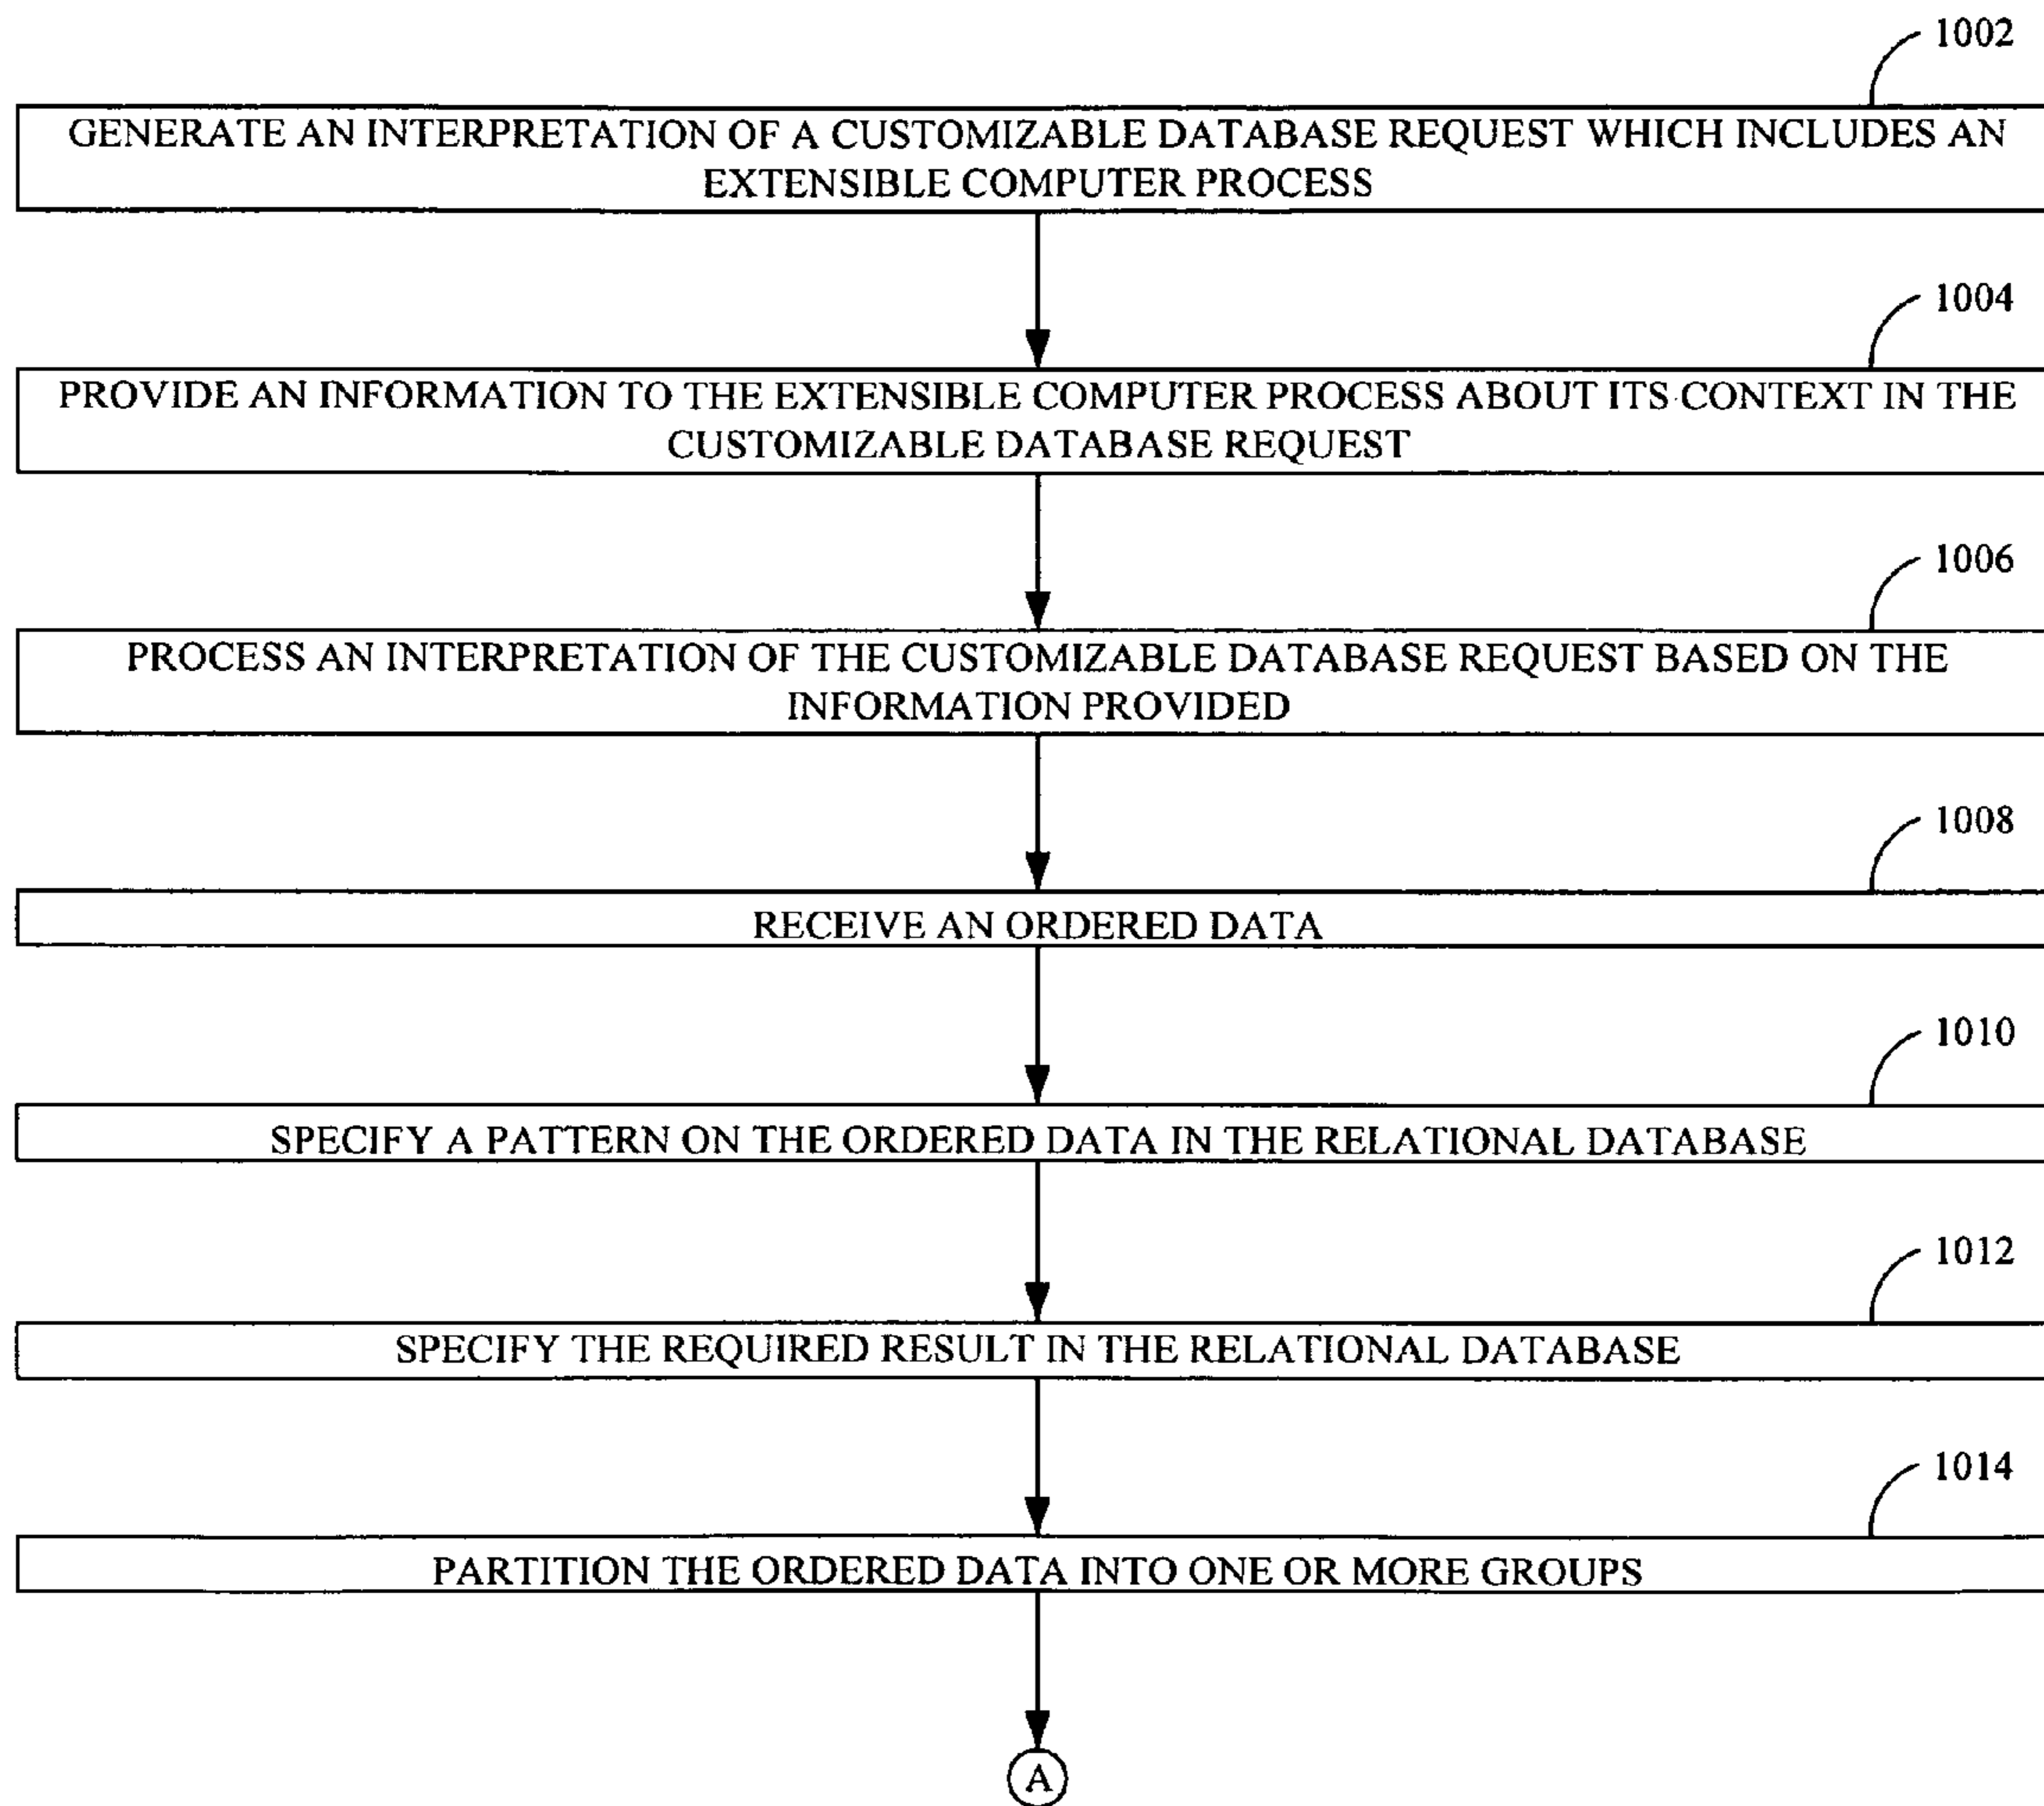 1002
GENERATE AN INTERPRETATION OF A CUSTOMIZABLE DATABASE REQUEST WHICH INCLUDES AN
EXTENSIBLE COMPUTER PROCESS
1004
PROVIDE AN INFORMATION TO THE EXTENSIBLE COMPUTER PROCESS ABOUT ITS CONTEXT IN THE
CUSTOMIZABLE DATABASE REQUEST
1006
PROCESS AN INTERPRETATION OF THE CUSTOMIZABLE DATABASE REQUEST BASED ON THE
INFORMATION PROVIDED
1008
RECEIVE AN ORDERED DATA
1010
SPECIFY A PATTERN ON THE ORDERED DATA IN THE RELATIONAL DATABASE
1012
SPECIFY THE REQUIRED RESULT IN THE RELATIONAL DATABASE
1014
PARTITION THE ORDERED DATA INTO ONE OR MORE GROUPS
A